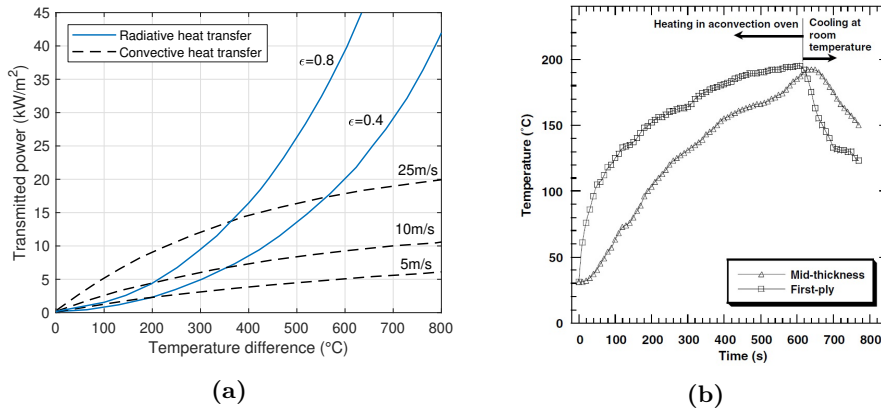 45
40
35
30
25
20
15
10
5
0
Transmitted power (kW/m²)
Radiative heat transfer
Convective heat transfer
ϵ=0.8
ϵ=0.4
25m/s
10m/s
5m/s
0 100 200 300 400 500 600 700 800
Temperature difference (°C)
(a)
Heating in aconvection oven
Cooling at
room
temperature
200
150
100
50
0
Temperature (°C)
Mid-thickness
First-ply
0 100 200 300 400 500 600 700 800
Time (s)
(b)